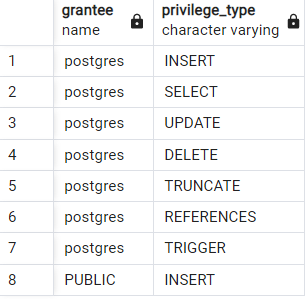 grantee privilege_type
name character varying
1 postgres INSERT
2 postgres SELECT
3 postgres UPDATE
4 postgres DELETE
5 postgres TRUNCATE
6 postgres REFERENCES
7 postgres TRIGGER
8 PUBLIC INSERT